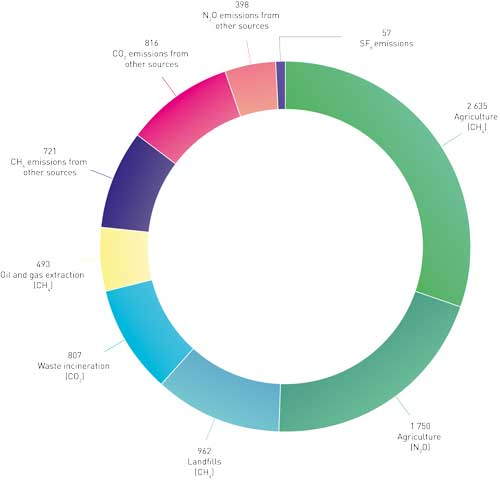 398
N₂O emissions from
other sources
57
SF₆ emissions
816
CO₂ emissions from
other sources
2 635
Agriculture
(CH₄)
721
CH₄ emissions from
other sources
493
Oil and gas extraction
(CH₄)
807
Waste incineration
(CO₂)
962
Landfills
(CH₄)
1 750
Agriculture
(N₂O)